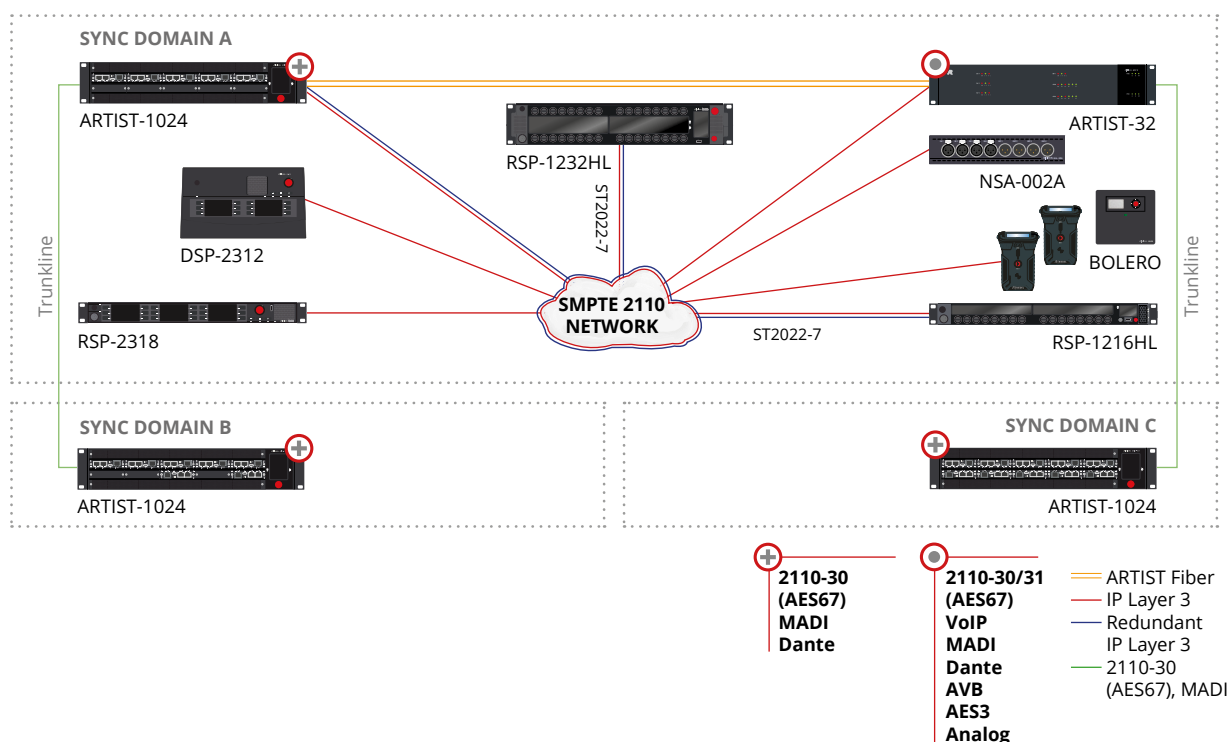 SYNC DOMAIN A
ARTIST-1024
RSP-1232HL
ARTIST-32
NSA-002A
ST2022-7
DSP-2312
BOLERO
Trunkline
Trunkline
SMPTE 2110
NETWORK
RSP-2318
ST2022-7
RSP-1216HL
SYNC DOMAIN B
ARTIST-1024
SYNC DOMAIN C
ARTIST-1024
2110-30
(AES67)
MADI
Dante
2110-30/31
(AES67)
VoIP
MADI
Dante
AVB
AES3
Analog
ARTIST Fiber
IP Layer 3
Redundant
IP Layer 3
2110-30
(AES67), MADI